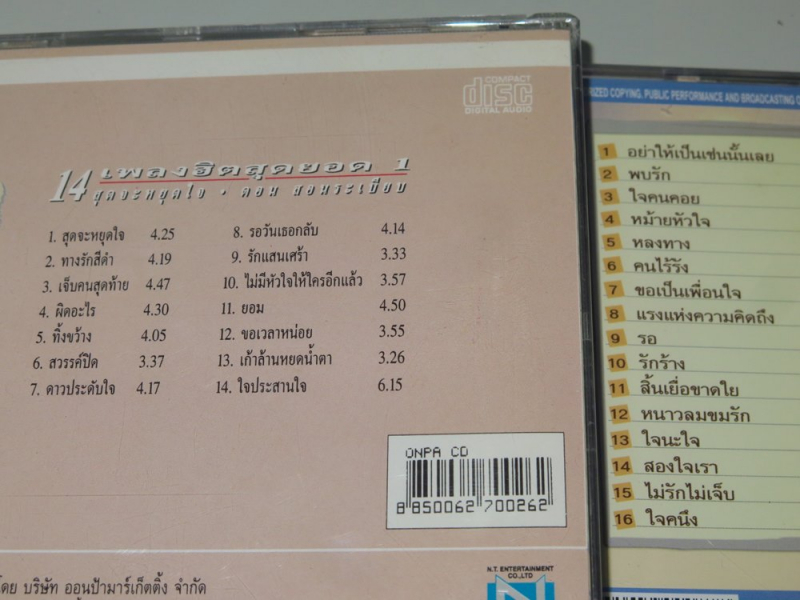 COMPACT
disc
DIGITAL AUDIO
14 เพลงฮิตสุดยอด 1
สุดจะหยุดใจ • ดอน สอนระเบียบ
1. สุดจะหยุดใจ 4.25
2. ทางรักสีดำ 4.19
3. เจ็บคนสุดท้าย 4.47
4. ผิดอะไร 4.30
5. ทิ้งขว้าง 4.05
6. สวรรค์ปิด 3.37
7. ดาวประดับใจ 4.17
8. รอวันเธอกลับ 4.14
9. รักแสนเศร้า 3.33
10. ไม่มีหัวใจให้ใครอีกแล้ว 3.57
11. ยอม 4.50
12. ขอเวลาหน่อย 3.55
13. เก้าล้านหยดน้ำตา 3.26
14. ใจประสานใจ 6.15
ONPA CD
8 850062 700262
โดย บริษัท ออนป้ามาร์เก็ตติ้ง จำกัด
N.T. ENTERTAINMENT
CO.,LTD
RIZED COPYING, PUBLIC PERFORMANCE AND BROADCASTING
1 อย่าให้เป็นเช่นนั้นเลย
2 พบรัก
3 ใจคนคอย
4 หม้ายหัวใจ
5 หลงทาง
6 คนไร้รัง
7 ขอเป็นเพื่อนใจ
8 แรงแห่งความคิดถึง
9 รอ
10 รักร้าง
11 สิ้นเยื่อขาดใย
12 หนาวลมขมรัก
13 ใจนะใจ
14 สองใจเรา
15 ไม่รักไม่เจ็บ
16 ใจคนึง